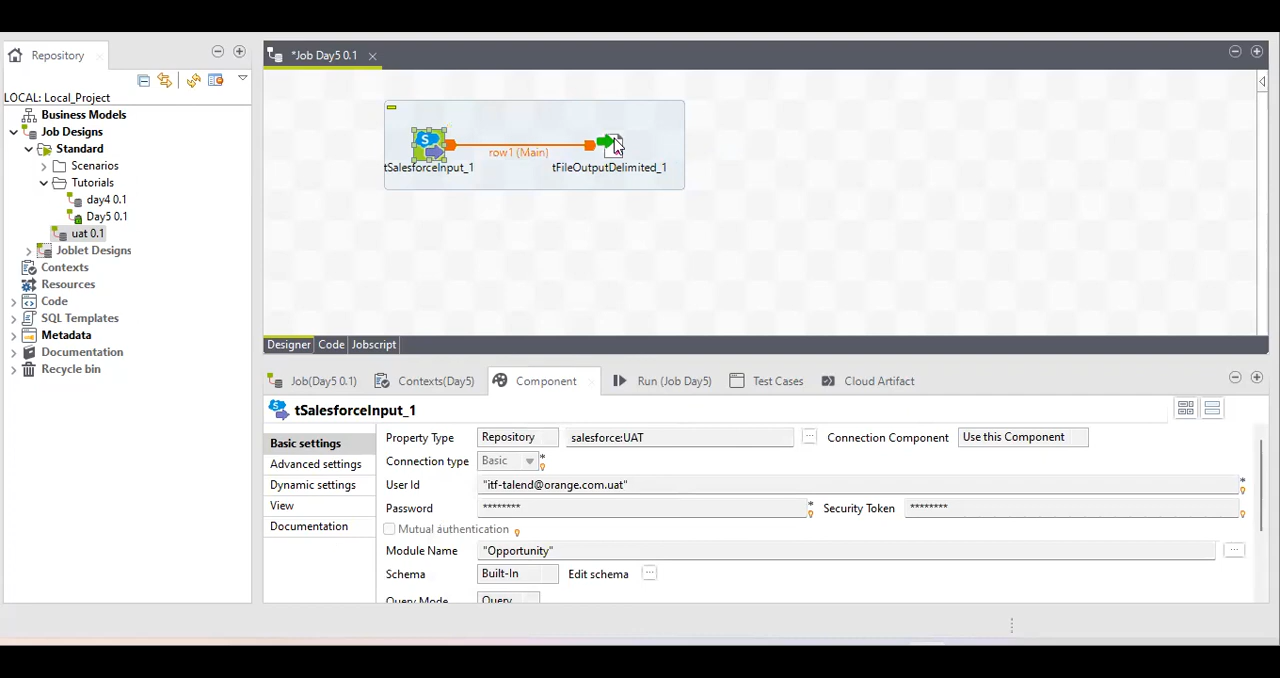 Repository
*Job Day5 0.1
LOCAL: Local_Project
Business Models
Job Designs
Standard
Scenarios
Tutorials
day4 0.1
Day5 0.1
uat 0.1
Joblet Designs
Contexts
Resources
Code
SQL Templates
Metadata
Documentation
Recycle bin
row1 (Main)
tSalesforceInput_1
tFileOutputDelimited_1
Designer Code Jobscript
Job(Day5 0.1) Contexts(Day5) Component Run (Job Day5) Test Cases Cloud Artifact
tSalesforceInput_1
Basic settings
Advanced settings
Dynamic settings
View
Documentation
Property Type Repository salesforce:UAT ... Connection Component Use this Component
Connection type Basic *
User Id "itf-talend@orange.com.uat" *
Password ******** * Security Token ********
Mutual authentication
Module Name "Opportunity" ...
Schema Built-In Edit schema ...
Query Mode Query